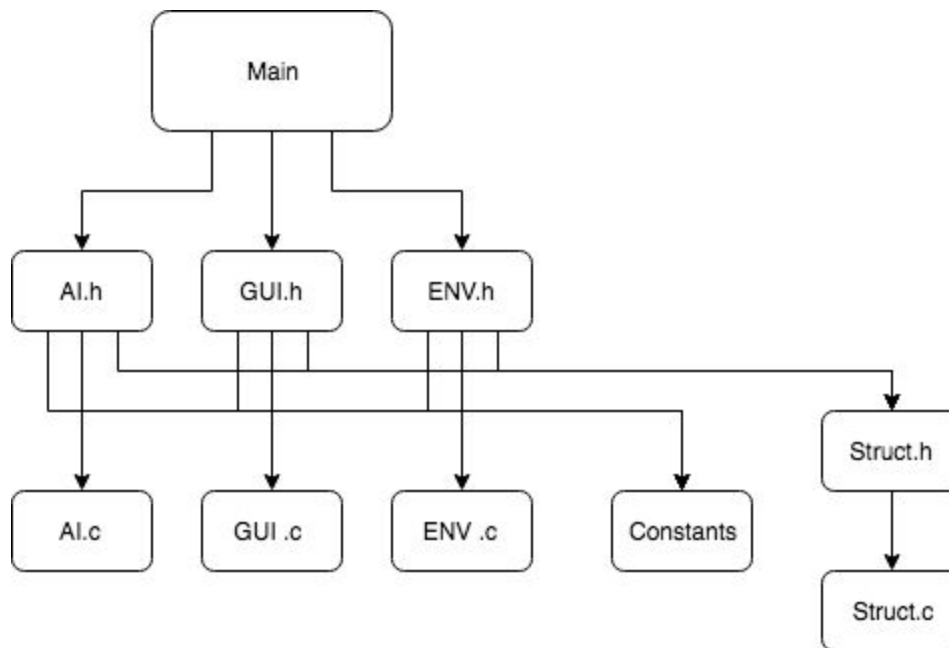 Main
AI.h
GUI.h
ENV.h
Struct.h
AI.c
GUI .c
ENV .c
Constants
Struct.c